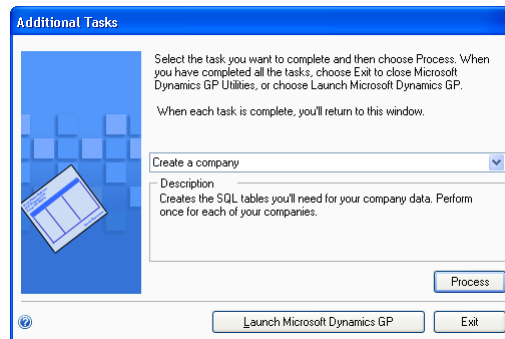 Additional Tasks
Select the task you want to complete and then choose Process. When
you have completed all the tasks, choose Exit to close Microsoft
Dynamics GP Utilities, or choose Launch Microsoft Dynamics GP.
When each task is complete, you'll return to this window.
Create a company
Description
Creates the SQL tables you'll need for your company data. Perform
once for each of your companies.
Process
Launch Microsoft Dynamics GP
Exit